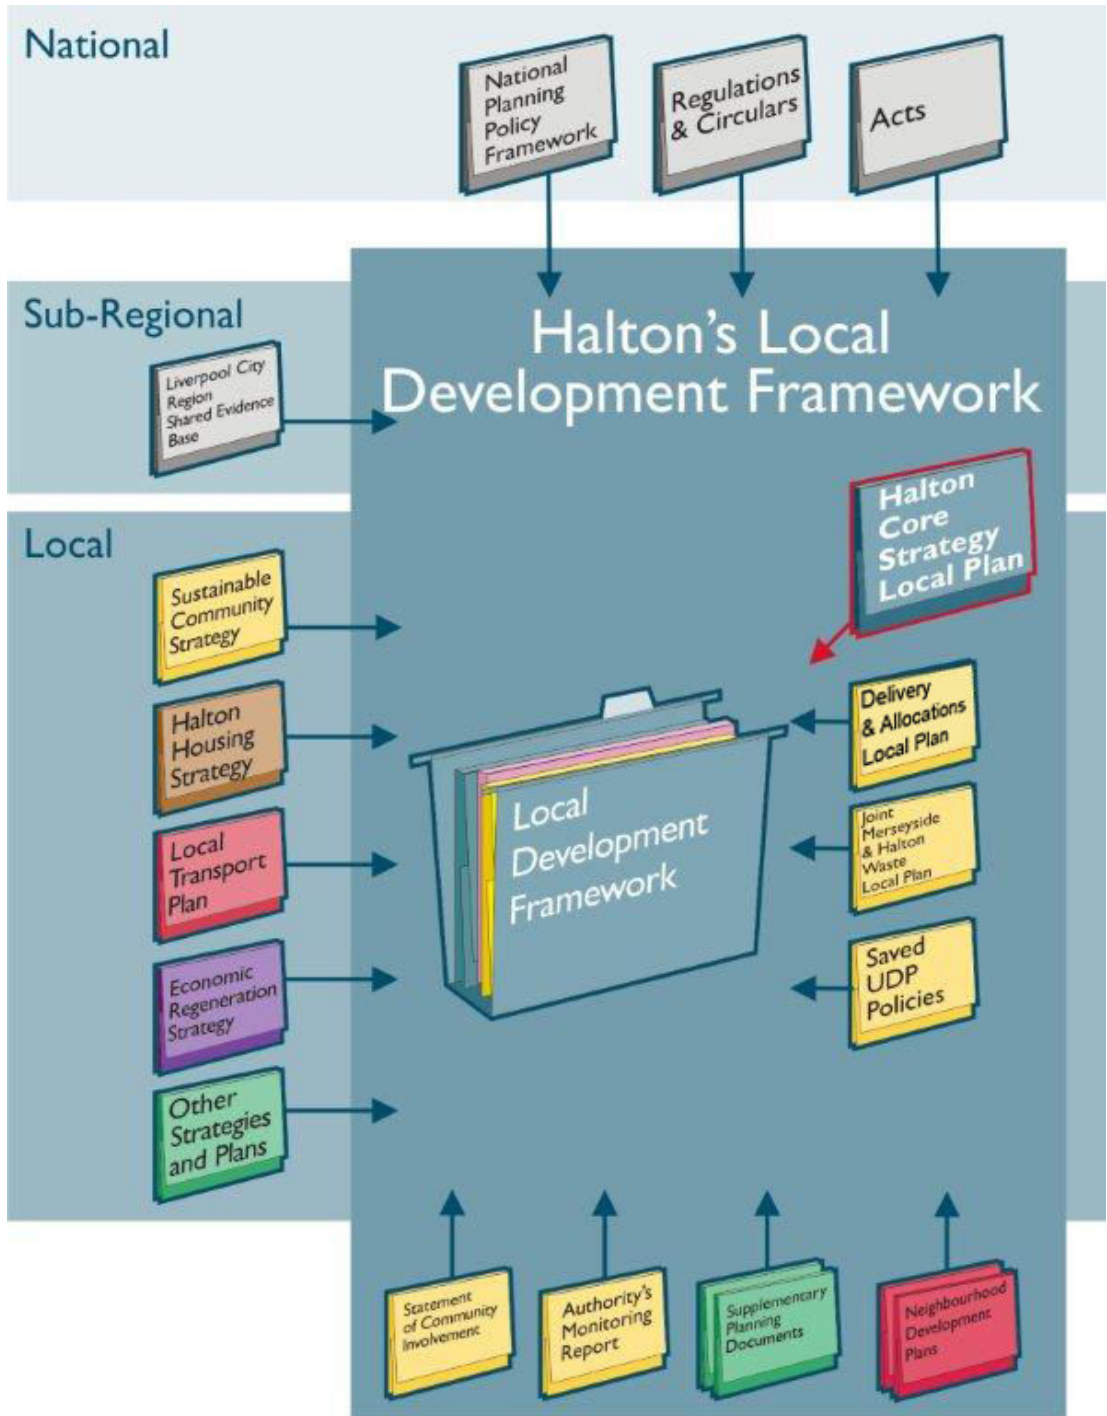 National
National
Planning
Policy
Framework
Regulations
& Circulars
Acts
Sub-Regional
Halton's Local
Development Framework
Liverpool City
Region
Shared Evidence
Base
Halton
Core
Strategy
Local Plan
Local
Sustainable
Community
Strategy
Halton
Housing
Strategy
Local
Transport
Plan
Economic
Regeneration
Strategy
Other
Strategies
and Plans
Local
Development
Framework
Delivery
& Allocations
Local Plan
Joint
Merseyside
& Halton
Waste
Local Plan
Saved
UDP
Policies
Statement
of Community
Involvement
Authority's
Monitoring
Report
Supplementary
Planning
Documents
Neighbourhood
Development
Plans